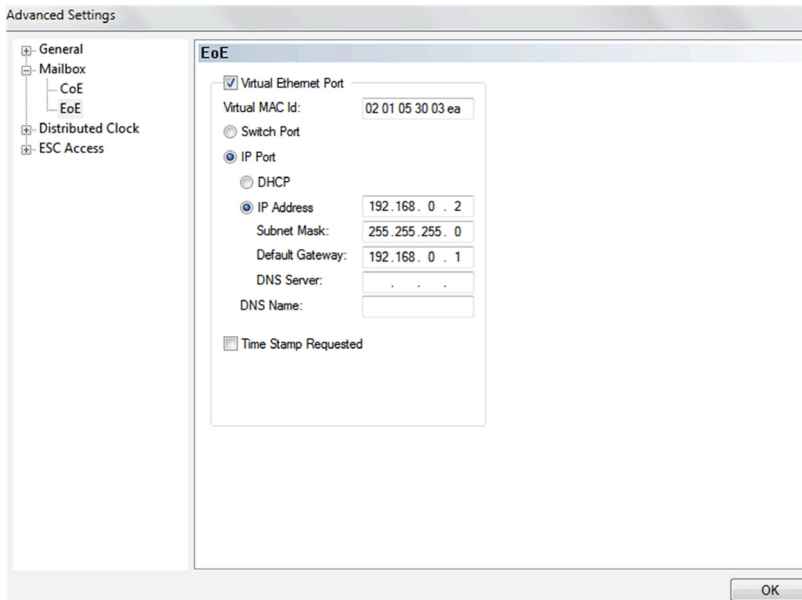 Advanced Settings
General
Mailbox
CoE
EoE
Distributed Clock
ESC Access
EoE
Virtual Ethernet Port
Virtual MAC Id: 02 01 05 30 03 ea
Switch Port
IP Port
DHCP
IP Address 192.168. 0 . 2
Subnet Mask: 255.255.255. 0
Default Gateway: 192.168. 0 . 1
DNS Server: . . .
DNS Name:
Time Stamp Requested
OK